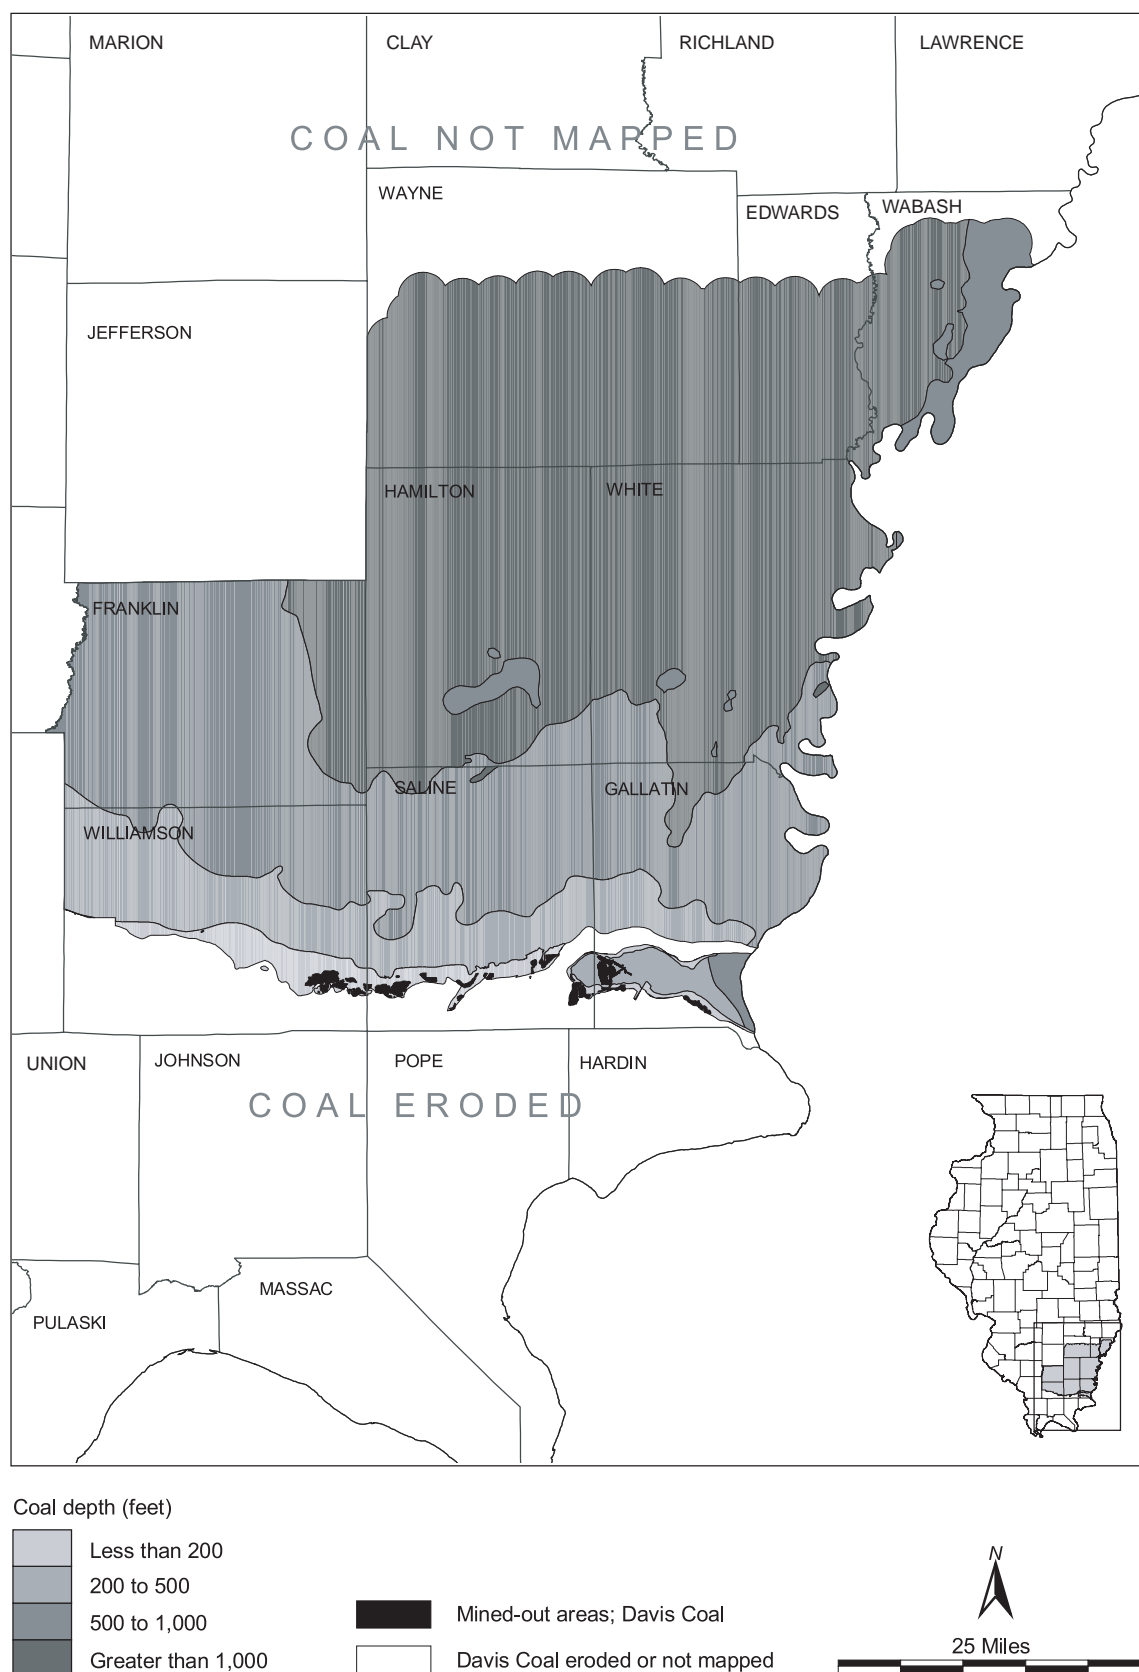 MARION
CLAY
RICHLAND
LAWRENCE
COAL NOT MAPPED
WAYNE
EDWARDS
WABASH
JEFFERSON
HAMILTON
WHITE
FRANKLIN
SALINE
GALLATIN
WILLIAMSON
UNION
JOHNSON
POPE
HARDIN
COAL ERODED
MASSAC
PULASKI
Coal depth (feet)
Less than 200
200 to 500
500 to 1,000
Greater than 1,000
Mined-out areas; Davis Coal
Davis Coal eroded or not mapped
N
25 Miles